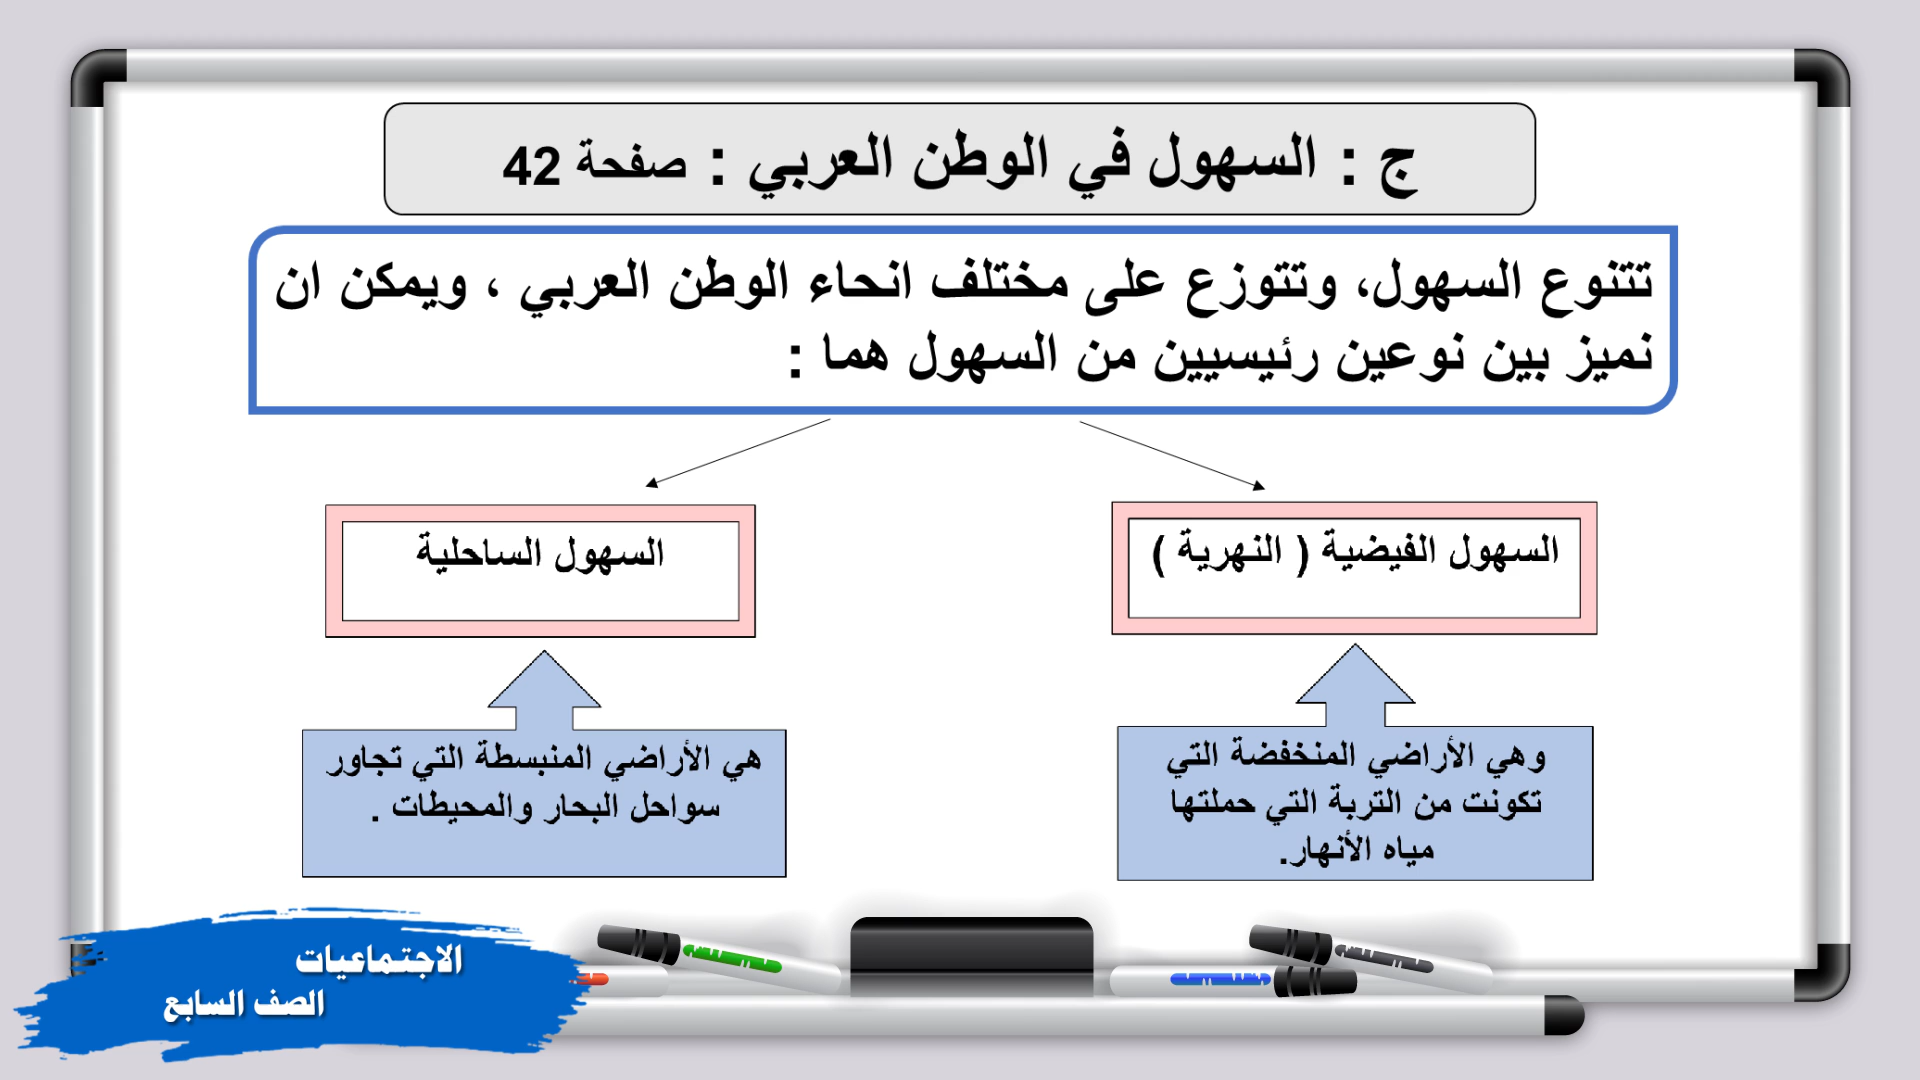 ج : السهول في الوطن العربي : صفحة 42
تتنوع السهول، وتتوزع على مختلف انحاء الوطن العربي ، ويمكن ان
نميز بين نوعين رئيسيين من السهول هما :
السهول الفيضية ( النهرية )
وهي الأراضي المنخفضة التي
تكونت من التربة التي حملتها
مياه الأنهار.
السهول الساحلية
هي الأراضي المنبسطة التي تجاور
سواحل البحار والمحيطات .
الاجتماعيات
الصف السابع